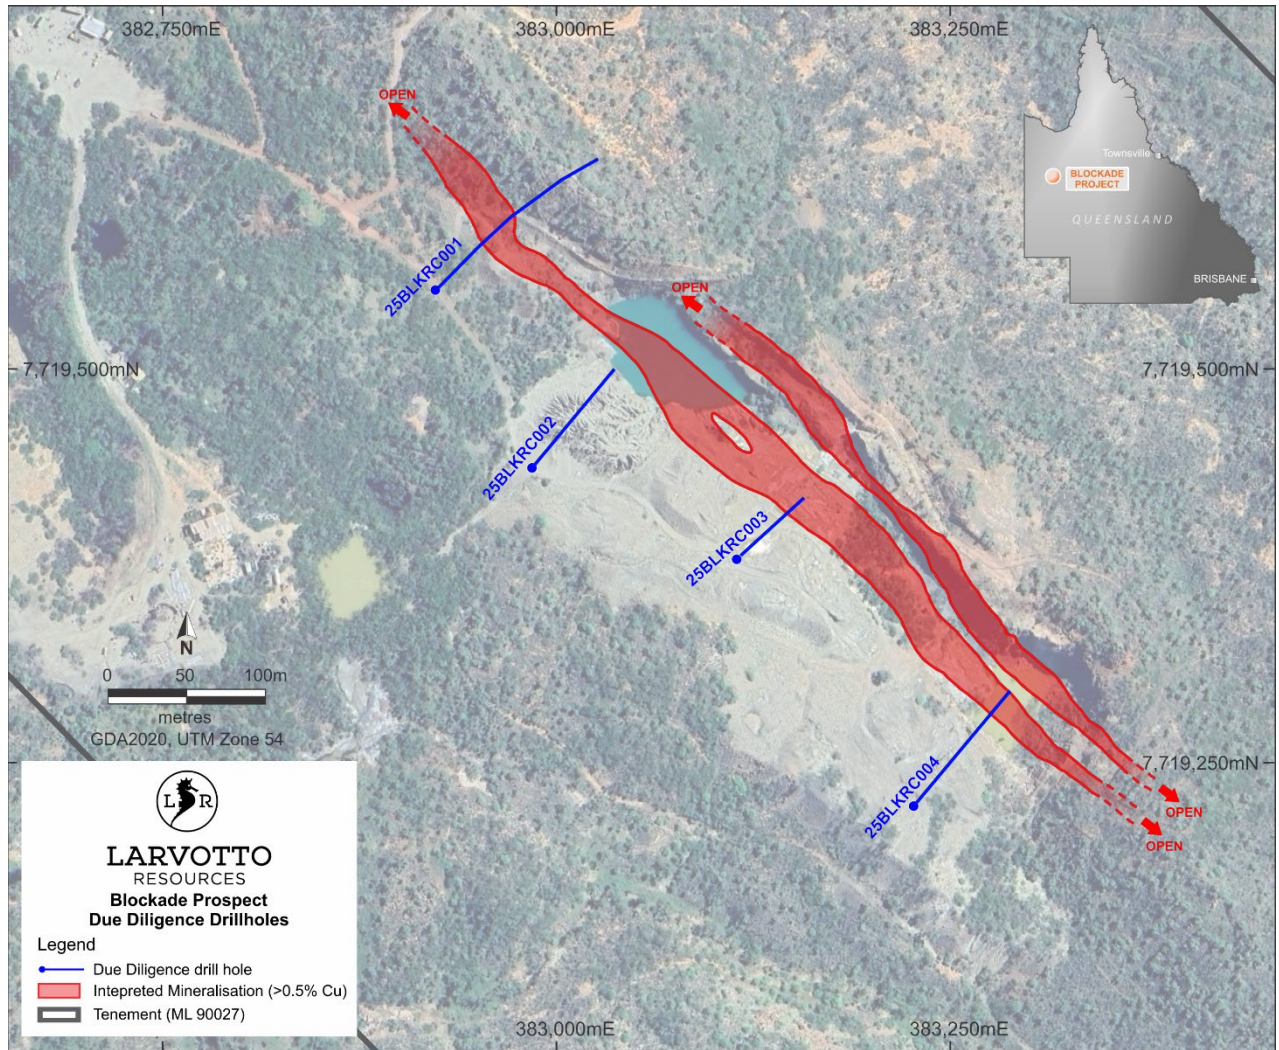 382,750mE
383,000mE
383,250mE
OPEN
Townsville
BLOCKADE
PROJECT
QUEENSLAND
BRISBANE
25BLKRC001
OPEN
7,719,500mN
7,719,500mN
25BLKRC002
25BLKRC003
N
0 50 100m
metres
GDA2020, UTM Zone 54
25BLKRC004
7,719,250mN
OPEN
OPEN
L R
LARVOTTO
RESOURCES
Blockade Prospect
Due Diligence Drillholes
Legend
Due Diligence drill hole
Intepreted Mineralisation (>0.5% Cu)
Tenement (ML 90027)
383,000mE
383,250mE